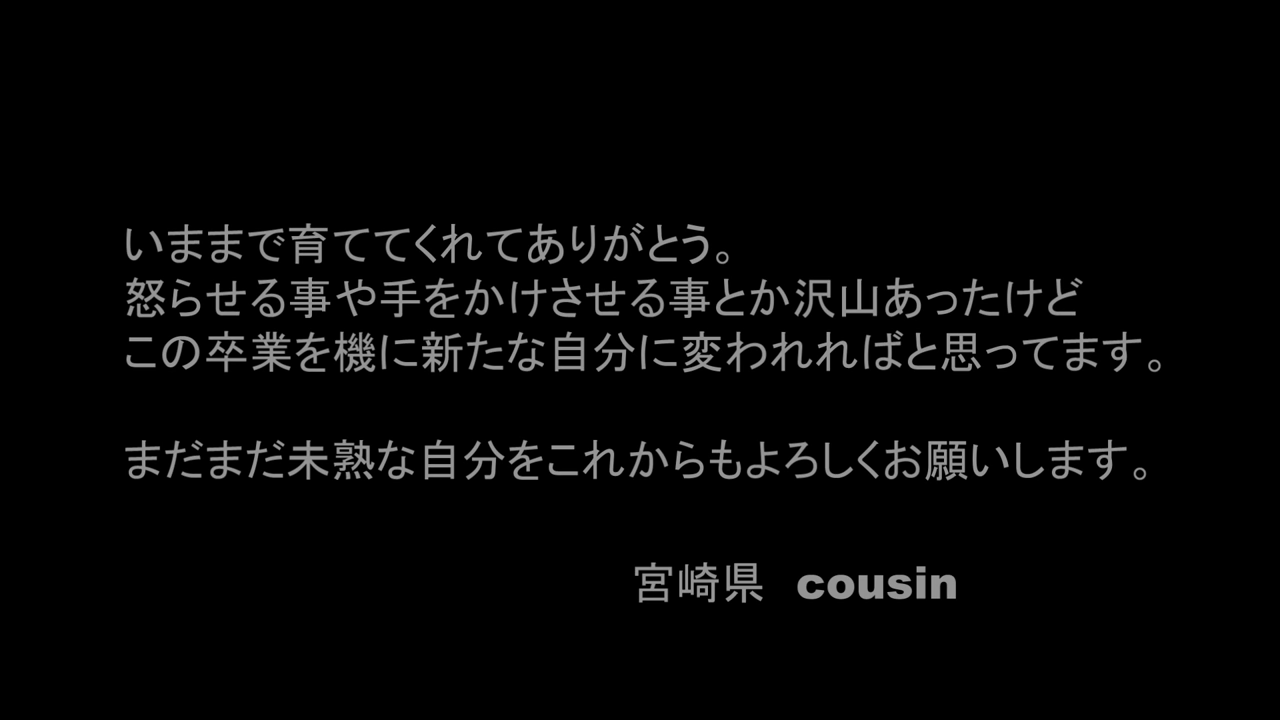 いままで育ててくれてありがとう。
怒らせる事や手をかけさせる事とか沢山あったけど
この卒業を機に新たな自分に変われればと思ってます。
まだまだ未熟な自分をこれからもよろしくお願いします。
宮崎県　cousin